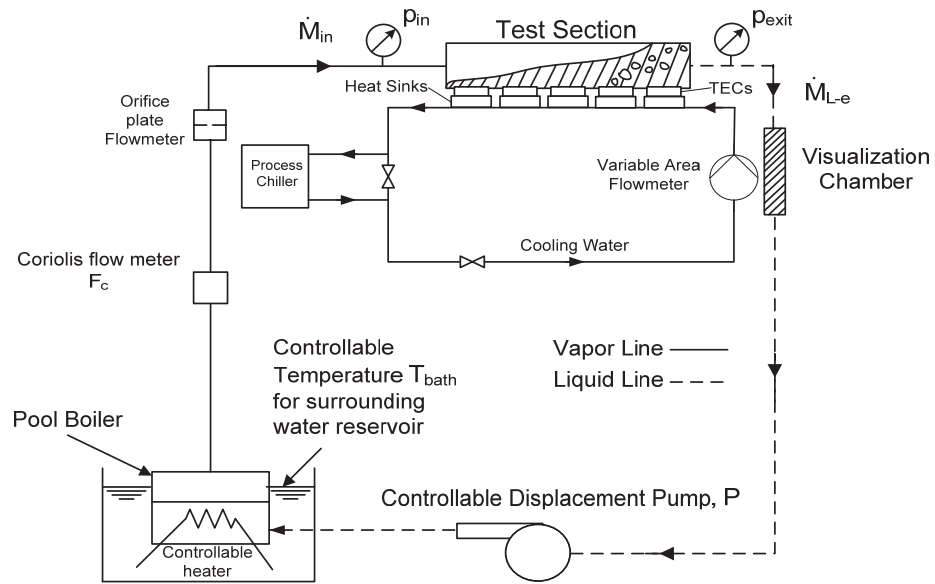 Ṁin
pin
Test Section
pexit
Heat Sinks
TECs
ṀL-e
Orifice
plate
Flowmeter
Process
Chiller
Variable Area
Flowmeter
Visualization
Chamber
Cooling Water
Coriolis flow meter
Fc
Controllable
Temperature Tbath
for surrounding
water reservoir
Vapor Line
Liquid Line
Pool Boiler
Controllable Displacement Pump, P
Controllable
heater